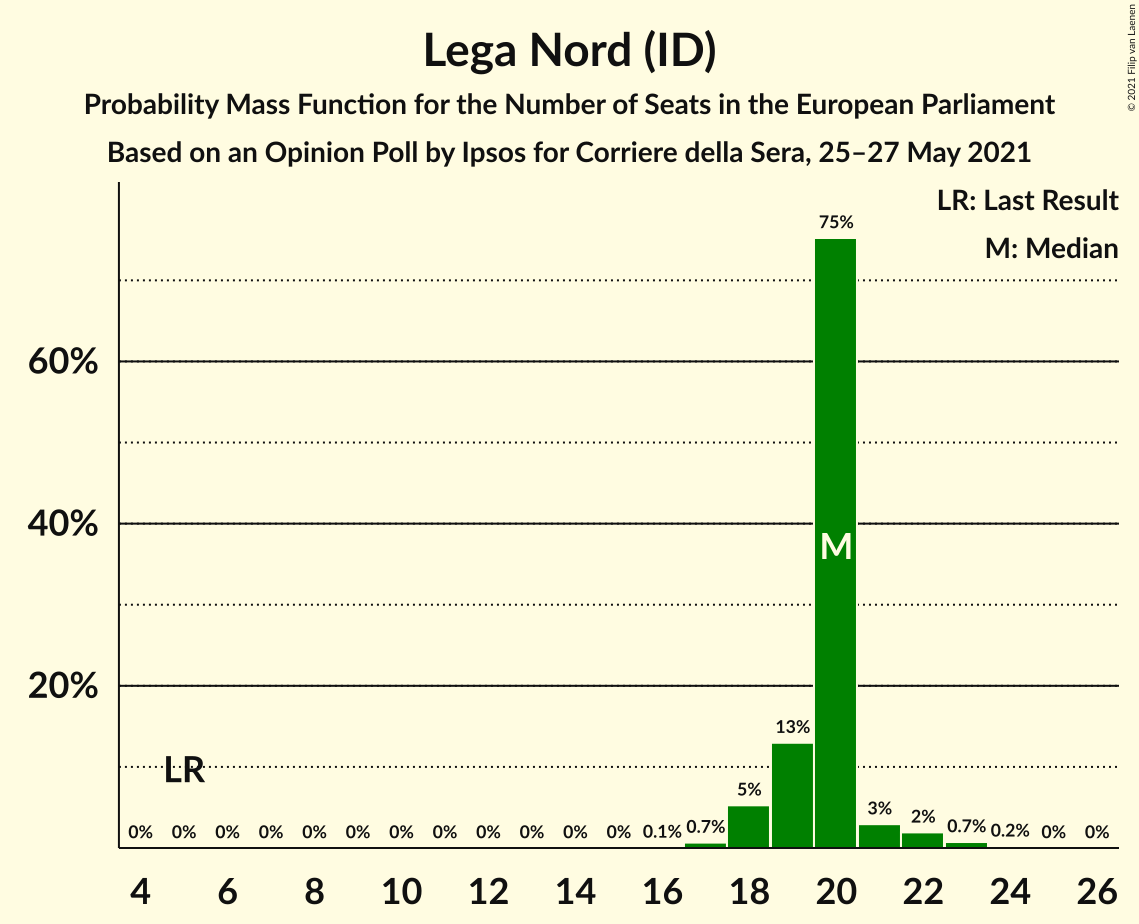 Lega Nord (ID)
Probability Mass Function for the Number of Seats in the European Parliament
Based on an Opinion Poll by Ipsos for Corriere della Sera, 25–27 May 2021
© 2021 Filip van Laenen
LR: Last Result
M: Median
75%
60%
40%
M
20%
13%
LR
5%
3%
2%
0% 0% 0% 0% 0% 0% 0% 0% 0% 0% 0% 0% 0.1% 0.7% 0.7% 0.2% 0% 0%
4 6 8 10 12 14 16 18 20 22 24 26